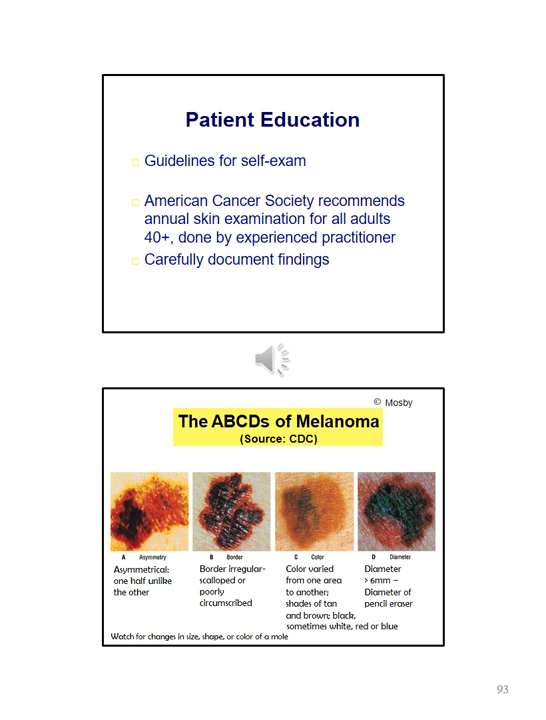 Patient Education
Guidelines for self-exam
American Cancer Society recommends
annual skin examination for all adults
40+, done by experienced practitioner
Carefully document findings
© Mosby
The ABCDs of Melanoma
(Source: CDC)
A Asymmetry
B Border
C Color
D Diameter
Asymmetrical:
one half unlike
the other
Border irregular-
scalloped or
poorly
circumscribed
Color varied
from one area
to another;
shades of tan
and brown; black,
sometimes white, red or blue
Diameter
> 6mm –
Diameter of
pencil eraser
Watch for changes in size, shape, or color of a mole
93